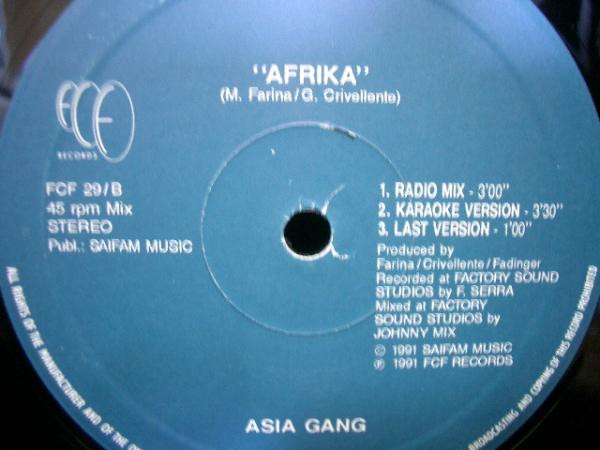 "AFRIKA"
(M. Farina/G. Crivellente)
FCF
RECORDS
FCF 29/B
45 rpm Mix
STEREO
Publ.: SAIFAM MUSIC
1. RADIO MIX - 3'00"
2. KARAOKE VERSION - 3'30"
3. LAST VERSION - 1'00"
Produced by
Farina/Crivellente/Fadinger
Recorded at FACTORY SOUND
STUDIOS by F. SERRA
Mixed at FACTORY
SOUND STUDIOS by
JOHNNY MIX
© 1991 SAIFAM MUSIC
℗ 1991 FCF RECORDS
ASIA GANG
ALL RIGHTS OF THE MANUFACTURER AND OF THE
BROADCASTING AND COPYING OF THIS RECORD PROHIBITED